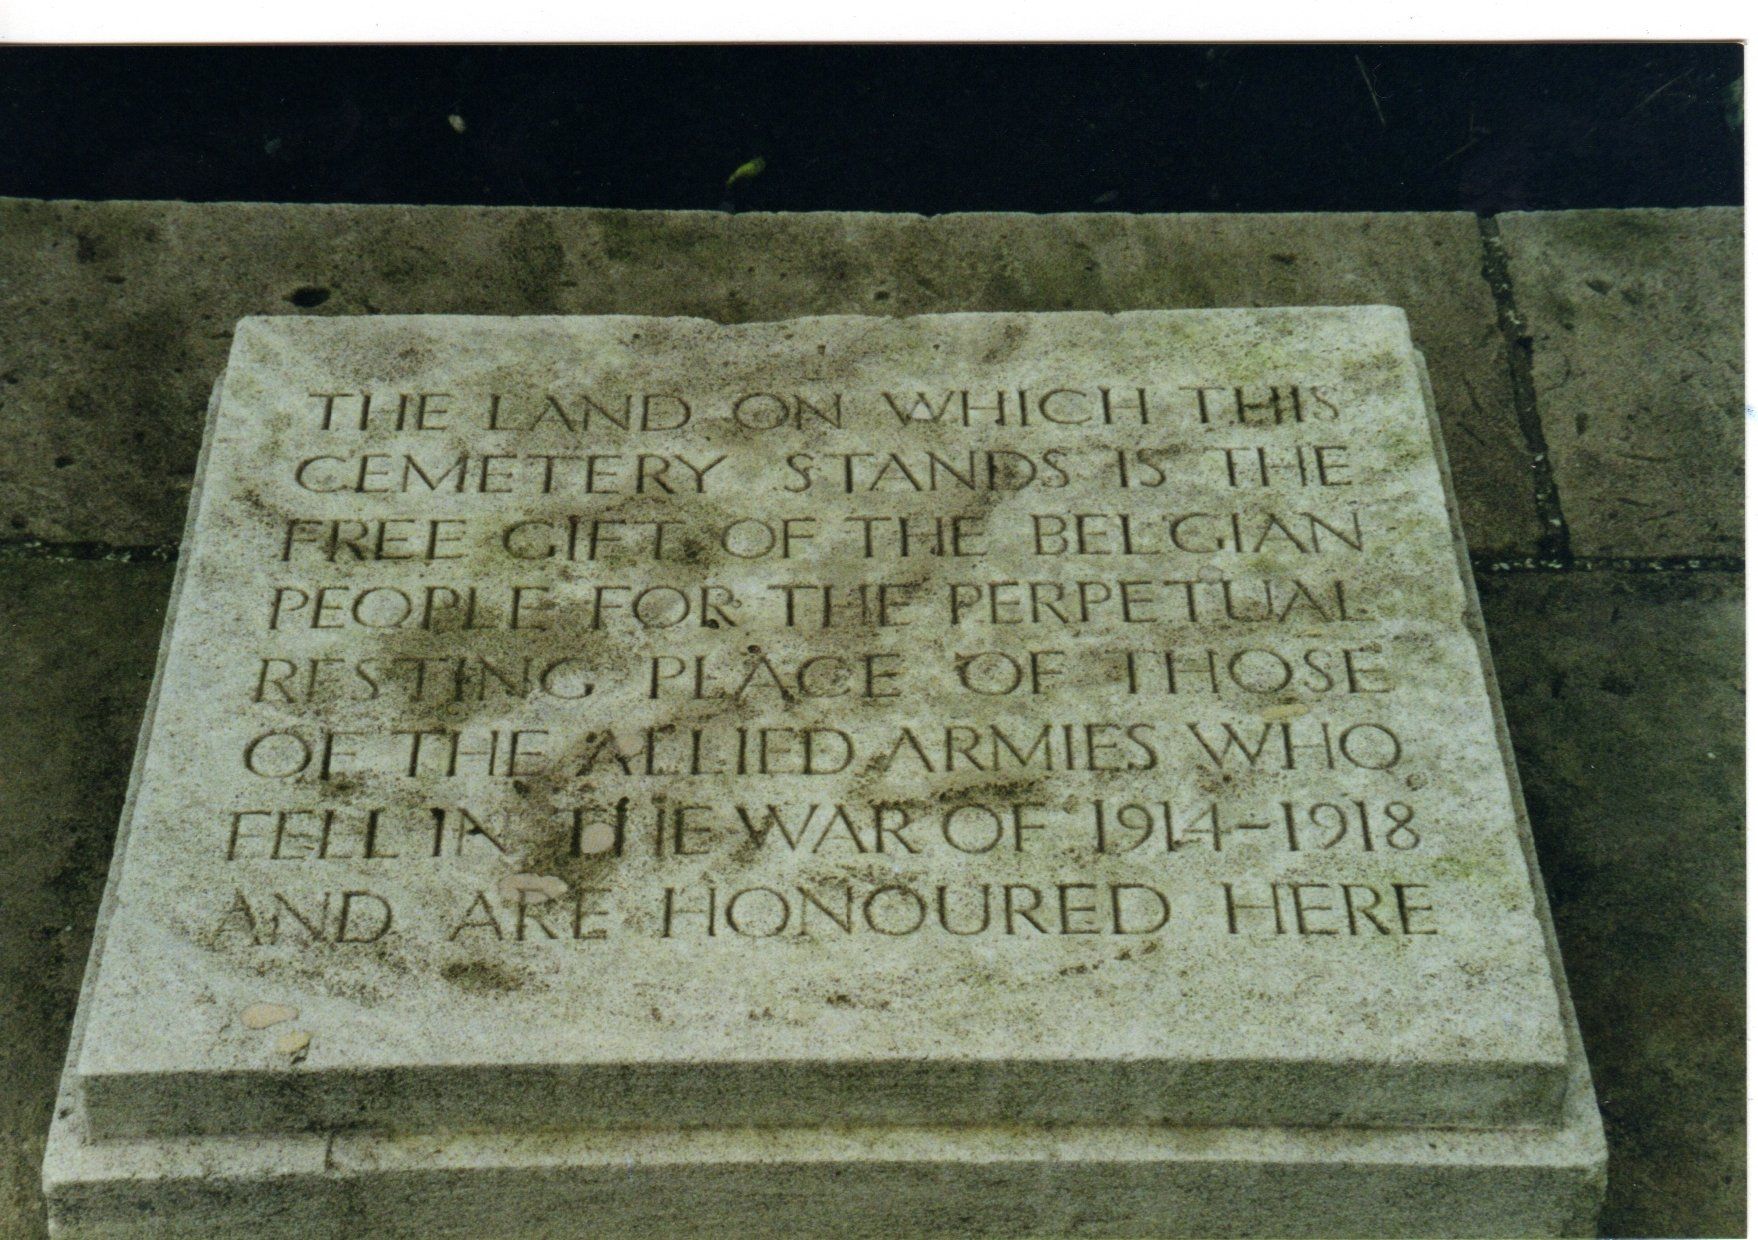 THE LAND ON WHICH THIS
CEMETERY STANDS IS THE
FREE GIFT OF THE BELGIAN
PEOPLE FOR THE PERPETUAL
RESTING PLACE OF THOSE
OF THE ALLIED ARMIES WHO
FELL IN THE WAR OF 1914-1918
AND ARE HONOURED HERE